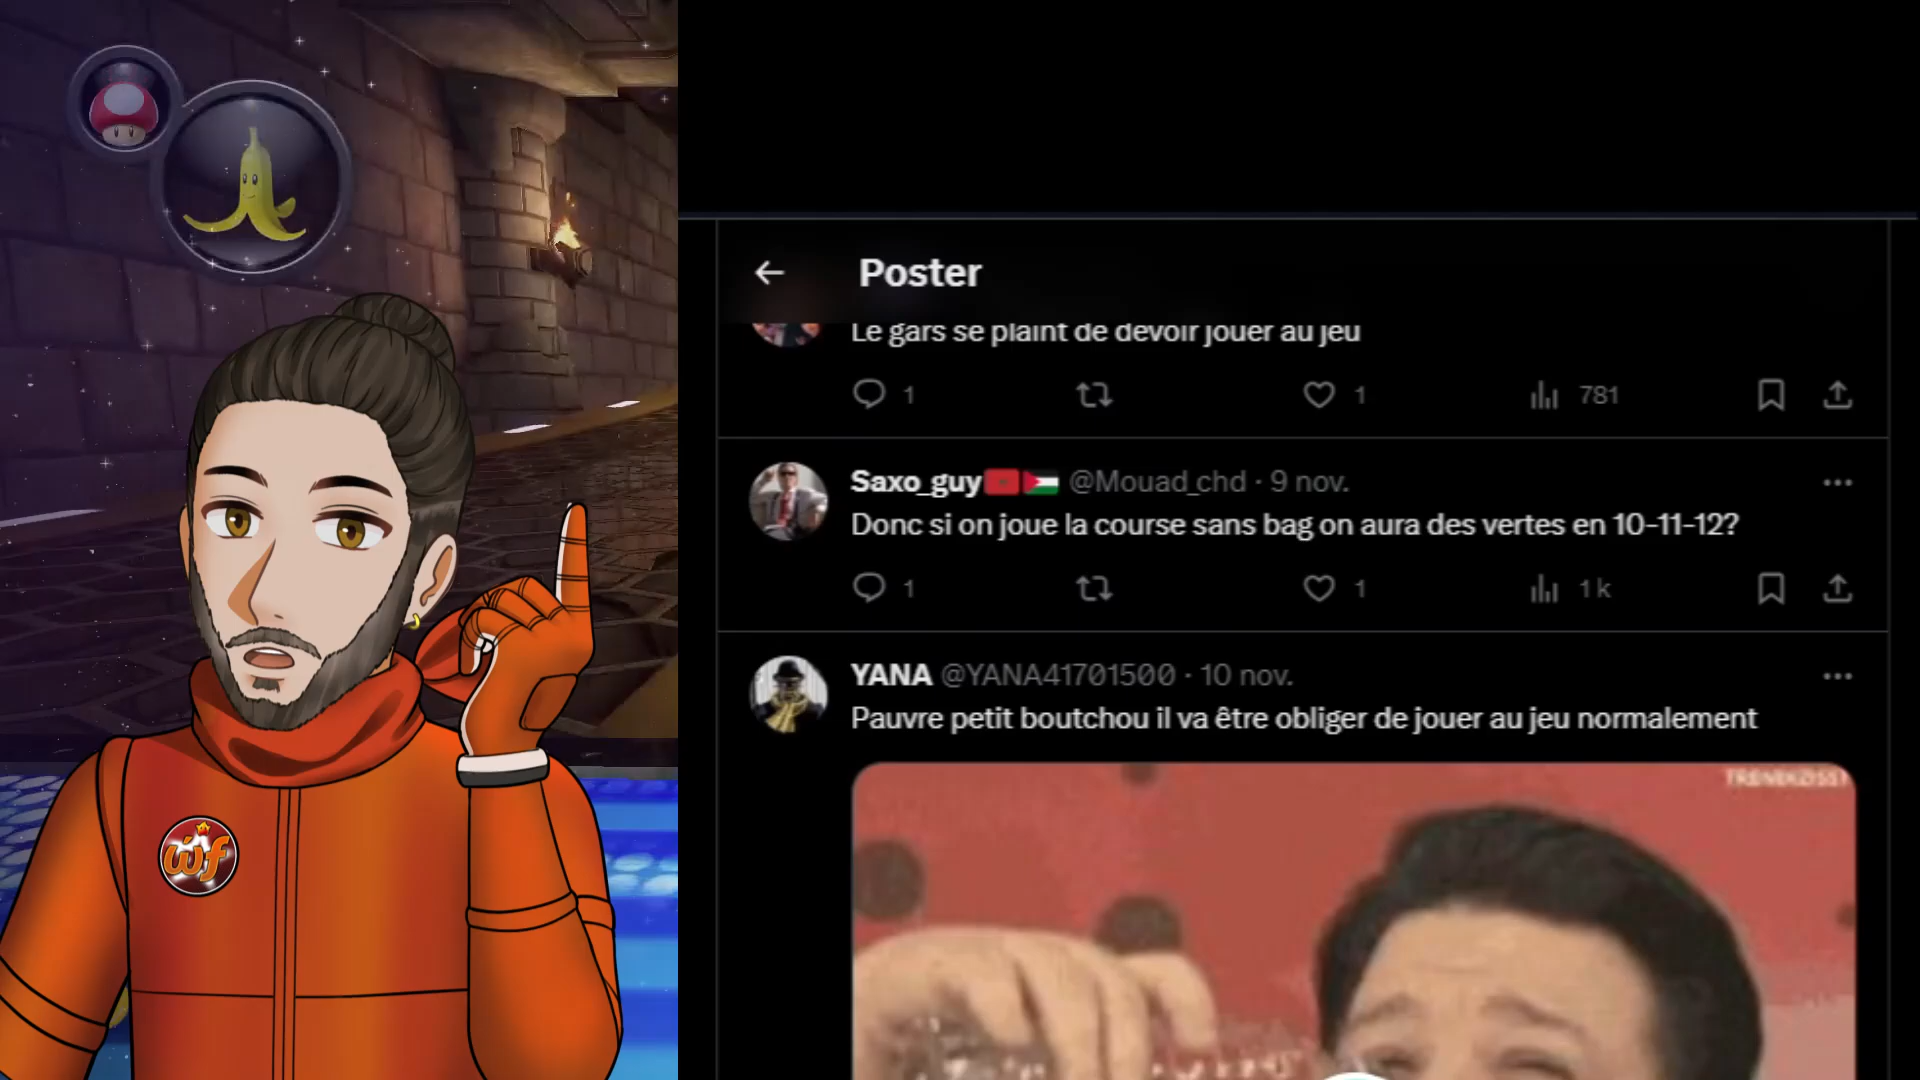 Poster
Le gars se plaint de devoir jouer au jeu
1
1
781
Saxo_guy @Mouad_chd · 9 nov.
Donc si on joue la course sans bag on aura des vertes en 10-11-12?
1
1
1 k
YANA @YANA41701500 · 10 nov.
Pauvre petit boutchou il va être obliger de jouer au jeu normalement
wf